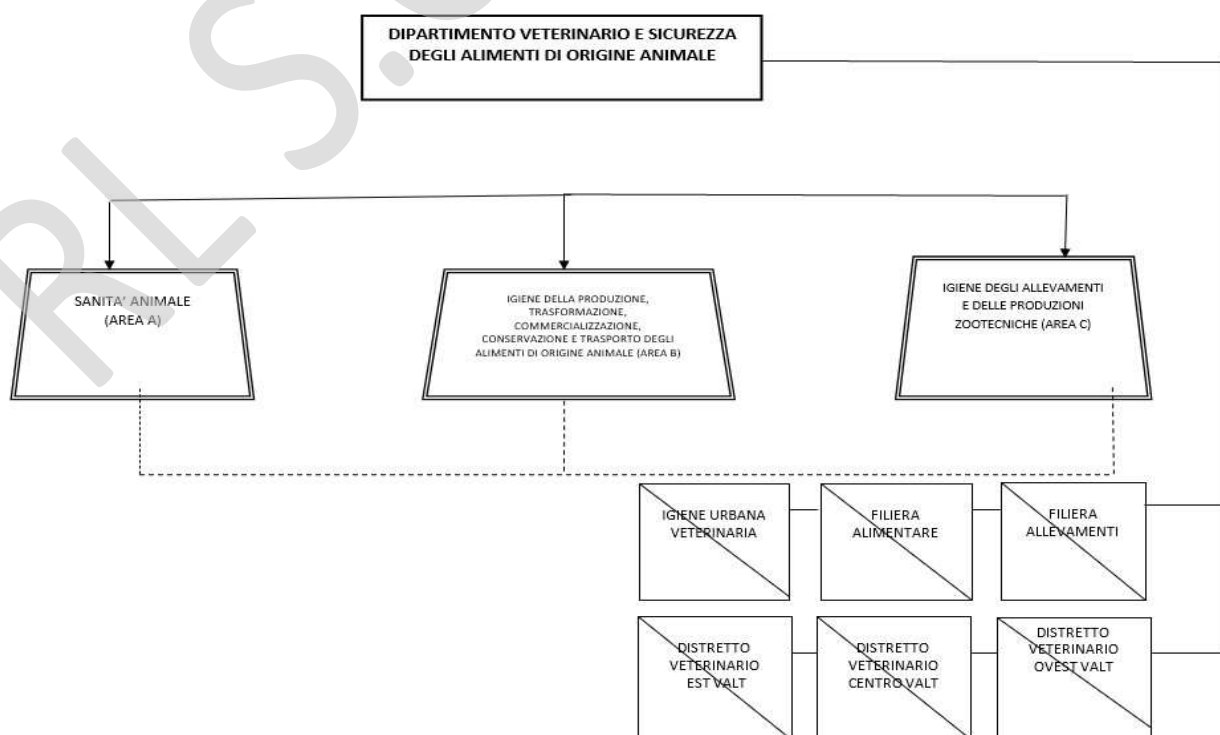 DIPARTIMENTO VETERINARIO E SICUREZZA
DEGLI ALIMENTI DI ORIGINE ANIMALE
SANITA' ANIMALE
(AREA A)
IGIENE DELLA PRODUZIONE,
TRASFORMAZIONE,
COMMERCIALIZZAZIONE,
CONSERVAZIONE E TRASPORTO DEGLI
ALIMENTI DI ORIGINE ANIMALE (AREA B)
IGIENE DEGLI ALLEVAMENTI
E DELLE PRODUZIONI
ZOOTECNICHE (AREA C)
IGIENE URBANA
VETERINARIA
FILIERA
ALIMENTARE
FILIERA
ALLEVAMENTI
DISTRETTO
VETERINARIO
EST VALT
DISTRETTO
VETERINARIO
CENTRO VALT
DISTRETTO
VETERINARIO
OVEST VALT
RL S.